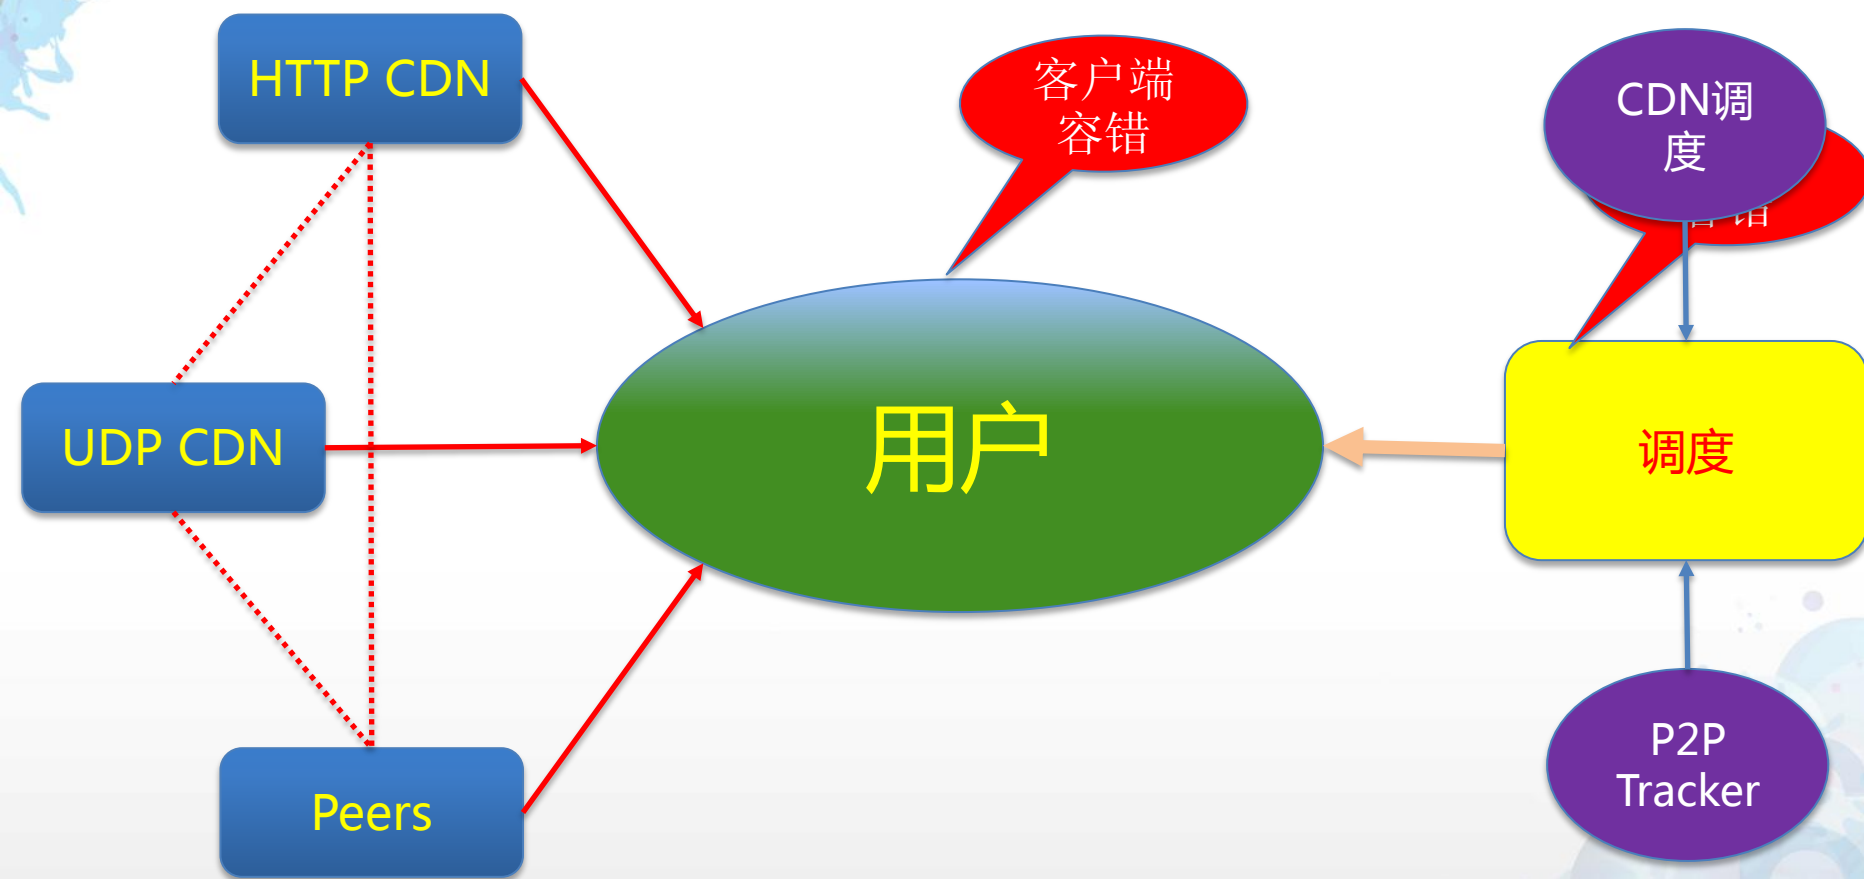 HTTP CDN
客户端
容错
CDN调
度
UDP CDN
用户
调度
Peers
P2P
Tracker